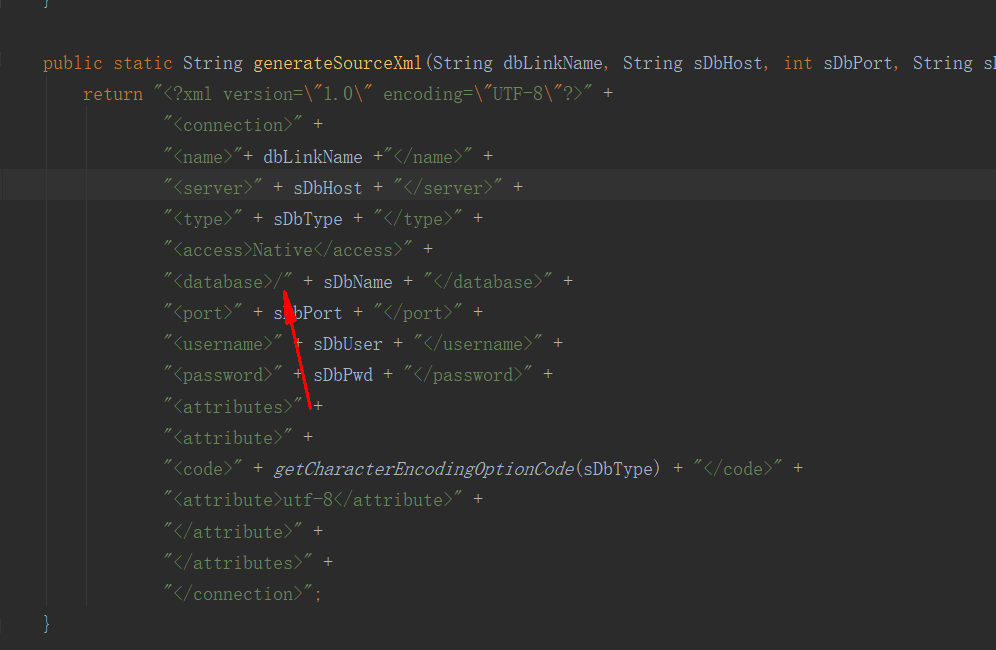 }
public static String generateSourceXml(String dbLinkName, String sDbHost, int sDbPort, String
return "<?xml version=\"1.0\" encoding=\"UTF-8\"?>" +
"<connection>" +
"<name>"+ dbLinkName +"</name>" +
"<server>" + sDbHost + "</server>" +
"<type>" + sDbType + "</type>" +
"<access>Native</access>" +
"<database>/" + sDbName + "</database>" +
"<port>" + sDbPort + "</port>" +
"<username>" + sDbUser + "</username>" +
"<password>" + sDbPwd + "</password>" +
"<attributes>" +
"<attribute>" +
"<code>" + getCharacterEncodingOptionCode(sDbType) + "</code>" +
"<attribute>utf-8</attribute>" +
"</attribute>" +
"</attributes>" +
"</connection>";
}